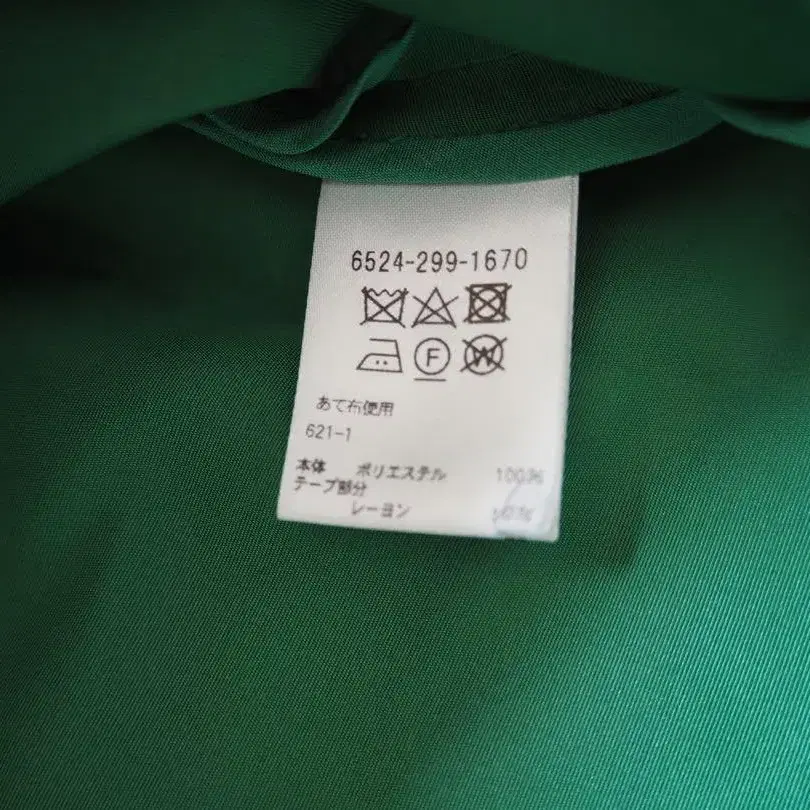 6524-299-1670
F W
あて布使用
621-1
本体 ポリエステル 100%
テープ部分
レーヨン